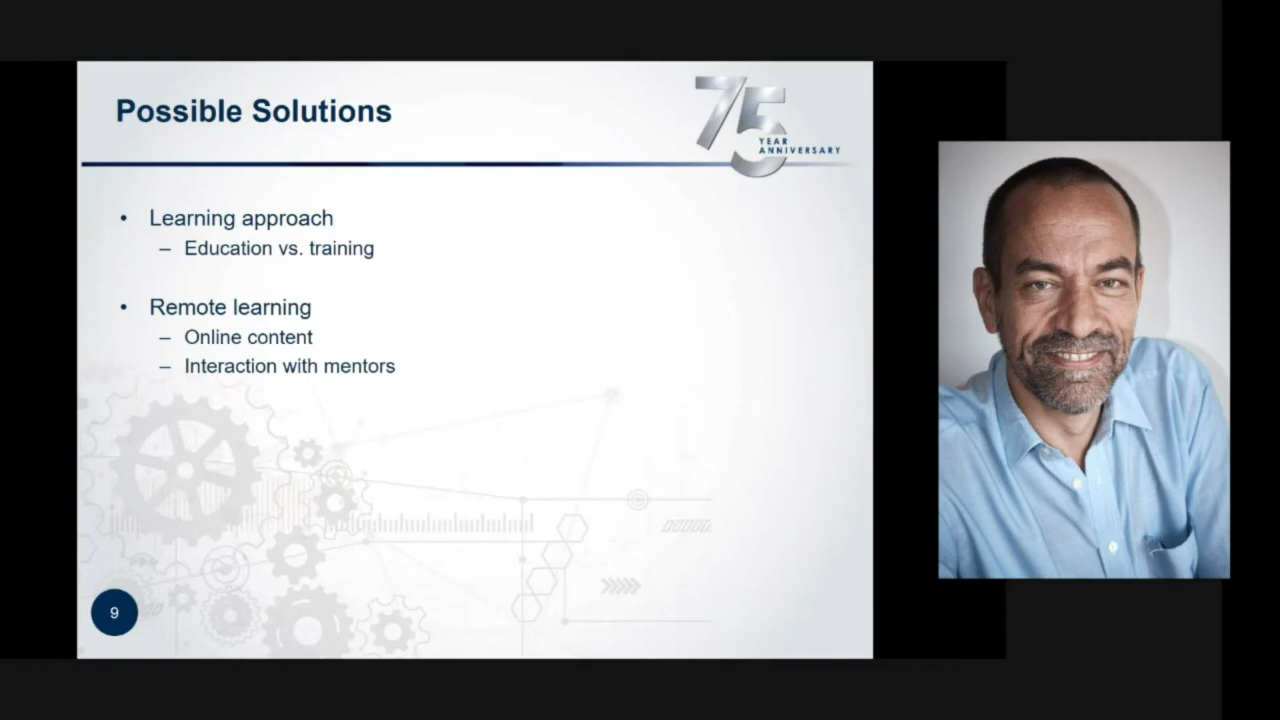 Possible Solutions
75
YEAR
ANNIVERSARY
• Learning approach
– Education vs. training
• Remote learning
– Online content
– Interaction with mentors
9